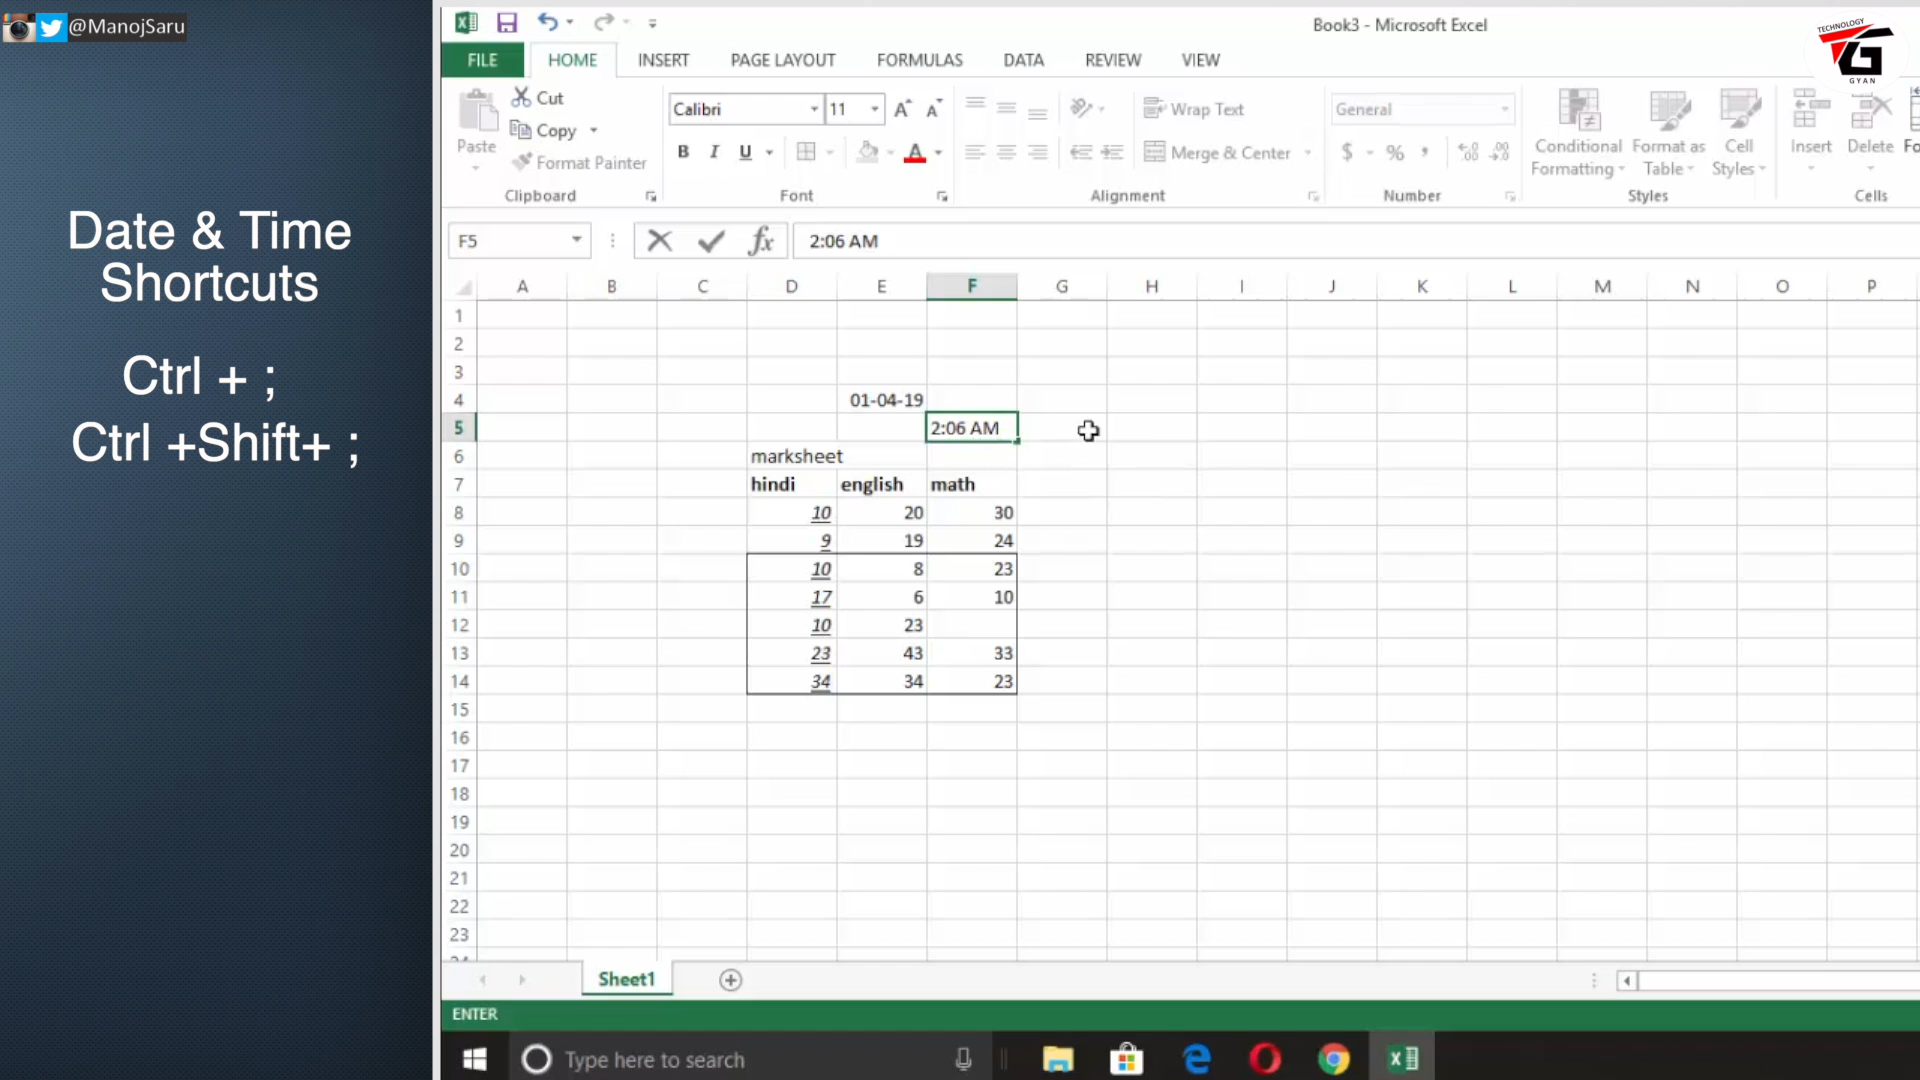 @ManojSaru
Date & Time
Shortcuts
Ctrl + ;
Ctrl +Shift+ ;
Book3 - Microsoft Excel
TECHNOLOGY
GYAN
FILE HOME INSERT PAGE LAYOUT FORMULAS DATA REVIEW VIEW
Paste
Cut
Copy
Format Painter
Clipboard
Calibri 11
B I U A
Font
Wrap Text
Merge & Center
Alignment
General
$ % ,
Number
Conditional Formatting
Format as Table
Cell Styles
Styles
Insert Delete Fo
Cells
F5 fx 2:06 AM
A B C D E F G H I J K L M N O P
1
2
3
4 01-04-19
5 2:06 AM
6 marksheet
7 hindi english math
8 10 20 30
9 9 19 24
10 10 8 23
11 17 6 10
12 10 23
13 23 43 33
14 34 34 23
15
16
17
18
19
20
21
22
23
Sheet1
ENTER
Type here to search